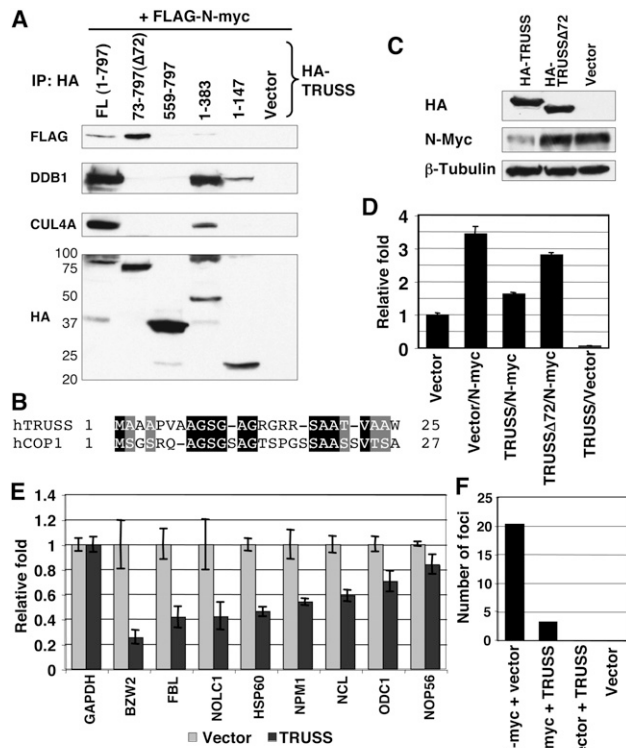 A
+ FLAG-N-myc
IP: HA
FL (1-797)
73-797(Δ72)
559-797
1-383
1-147
Vector
HA-
TRUSS
FLAG
DDB1
CUL4A
HA
100
75
50
37
25
20
B
hTRUSS 1 MAAAPVAAGSG-AGRGRR-SAAT-VAAW 25
hCOP1 1 MSGSRQ-AGSGSAGTSPGSSAASSVTSA 27
C
HA-TRUSS
HA-
TRUSSΔ72
Vector
HA
N-Myc
β-Tubulin
D
Relative fold
4
3
2
1
0
Vector
Vector/N-myc
TRUSS/N-myc
TRUSSΔ72/N-myc
TRUSS/Vector
E
Relative fold
1.4
1.2
1
0.8
0.6
0.4
0.2
0
GAPDH
BZW2
FBL
NOLC1
HSP60
NPM1
NCL
ODC1
NOP56
Vector
TRUSS
F
Number of foci
25
20
15
10
5
0
-myc + vector
myc + TRUSS
ector + TRUSS
Vector